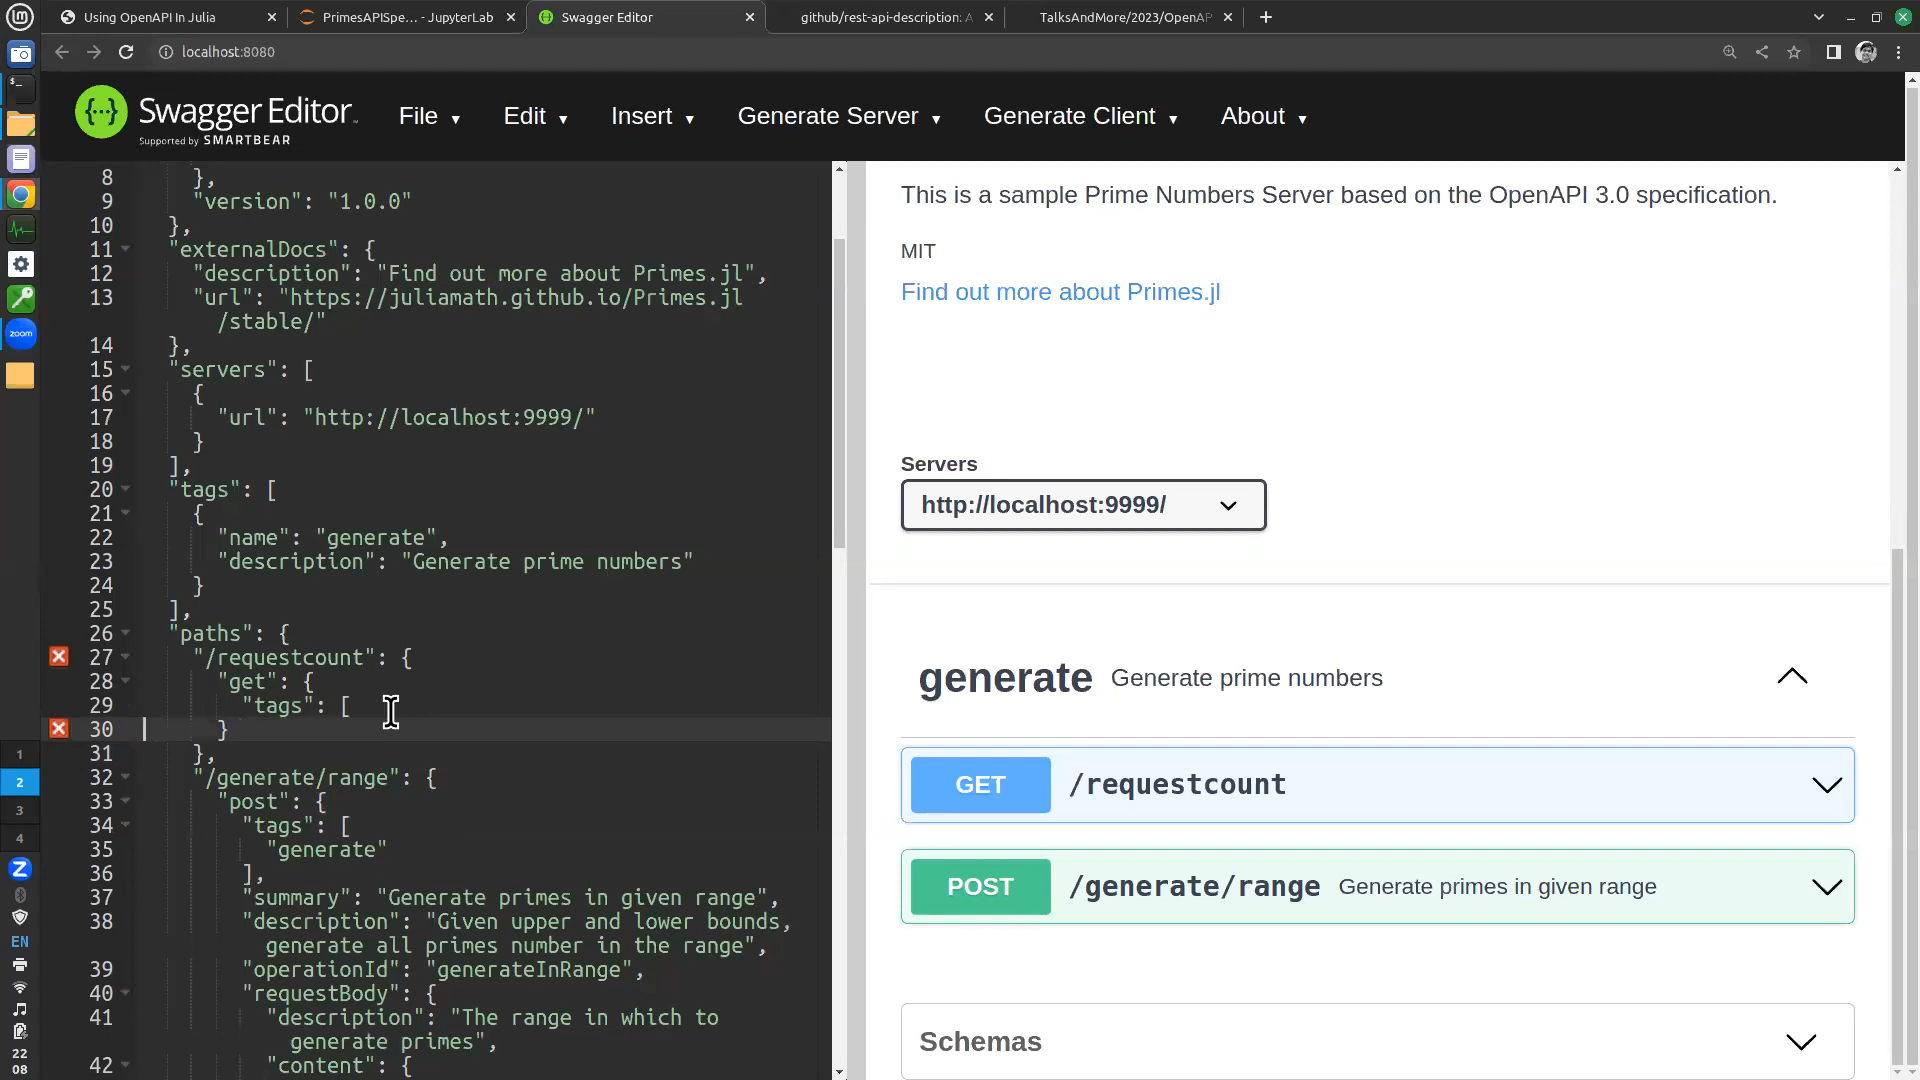 Using OpenAPI In Julia
PrimesAPISpe... - JupyterLab
Swagger Editor
github/rest-api-description: A
TalksAndMore/2023/OpenAP
localhost:8080
Swagger Editor
Supported by SMARTBEAR
File
Edit
Insert
Generate Server
Generate Client
About
8 },
9 "version": "1.0.0"
10 },
11 "externalDocs": {
12 "description": "Find out more about Primes.jl",
13 "url": "https://juliamath.github.io/Primes.jl
/stable/"
14 },
15 "servers": [
16 {
17 "url": "http://localhost:9999/"
18 }
19 ],
20 "tags": [
21 {
22 "name": "generate",
23 "description": "Generate prime numbers"
24 }
25 ],
26 "paths": {
27 "/requestcount": {
28 "get": {
29 "tags": [
30 }
31 },
32 "/generate/range": {
33 "post": {
34 "tags": [
35 "generate"
36 ],
37 "summary": "Generate primes in given range",
38 "description": "Given upper and lower bounds,
generate all primes number in the range",
39 "operationId": "generateInRange",
40 "requestBody": {
41 "description": "The range in which to
generate primes",
42 "content": {
This is a sample Prime Numbers Server based on the OpenAPI 3.0 specification.
MIT
Find out more about Primes.jl
Servers
http://localhost:9999/
generate Generate prime numbers
GET /requestcount
POST /generate/range Generate primes in given range
Schemas
zoom
1
2
3
4
Z
EN
22
08